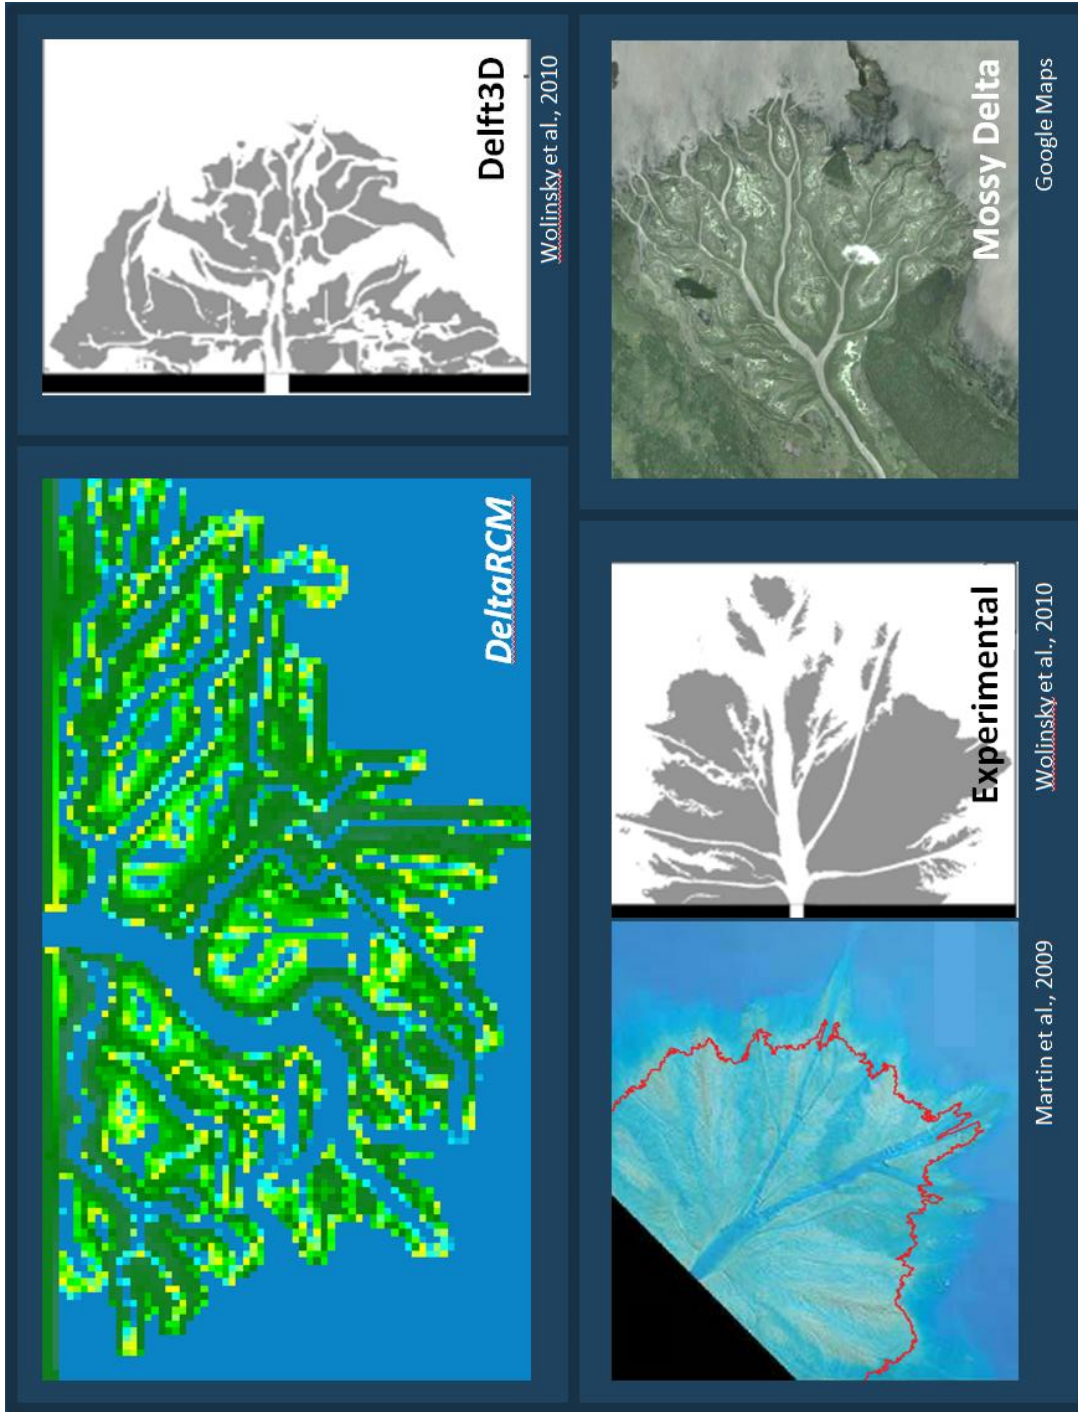 DeltaRCM
Delft3D
Wolinsky et al., 2010
Martin et al., 2009
Experimental
Wolinsky et al., 2010
Mossy Delta
Google Maps